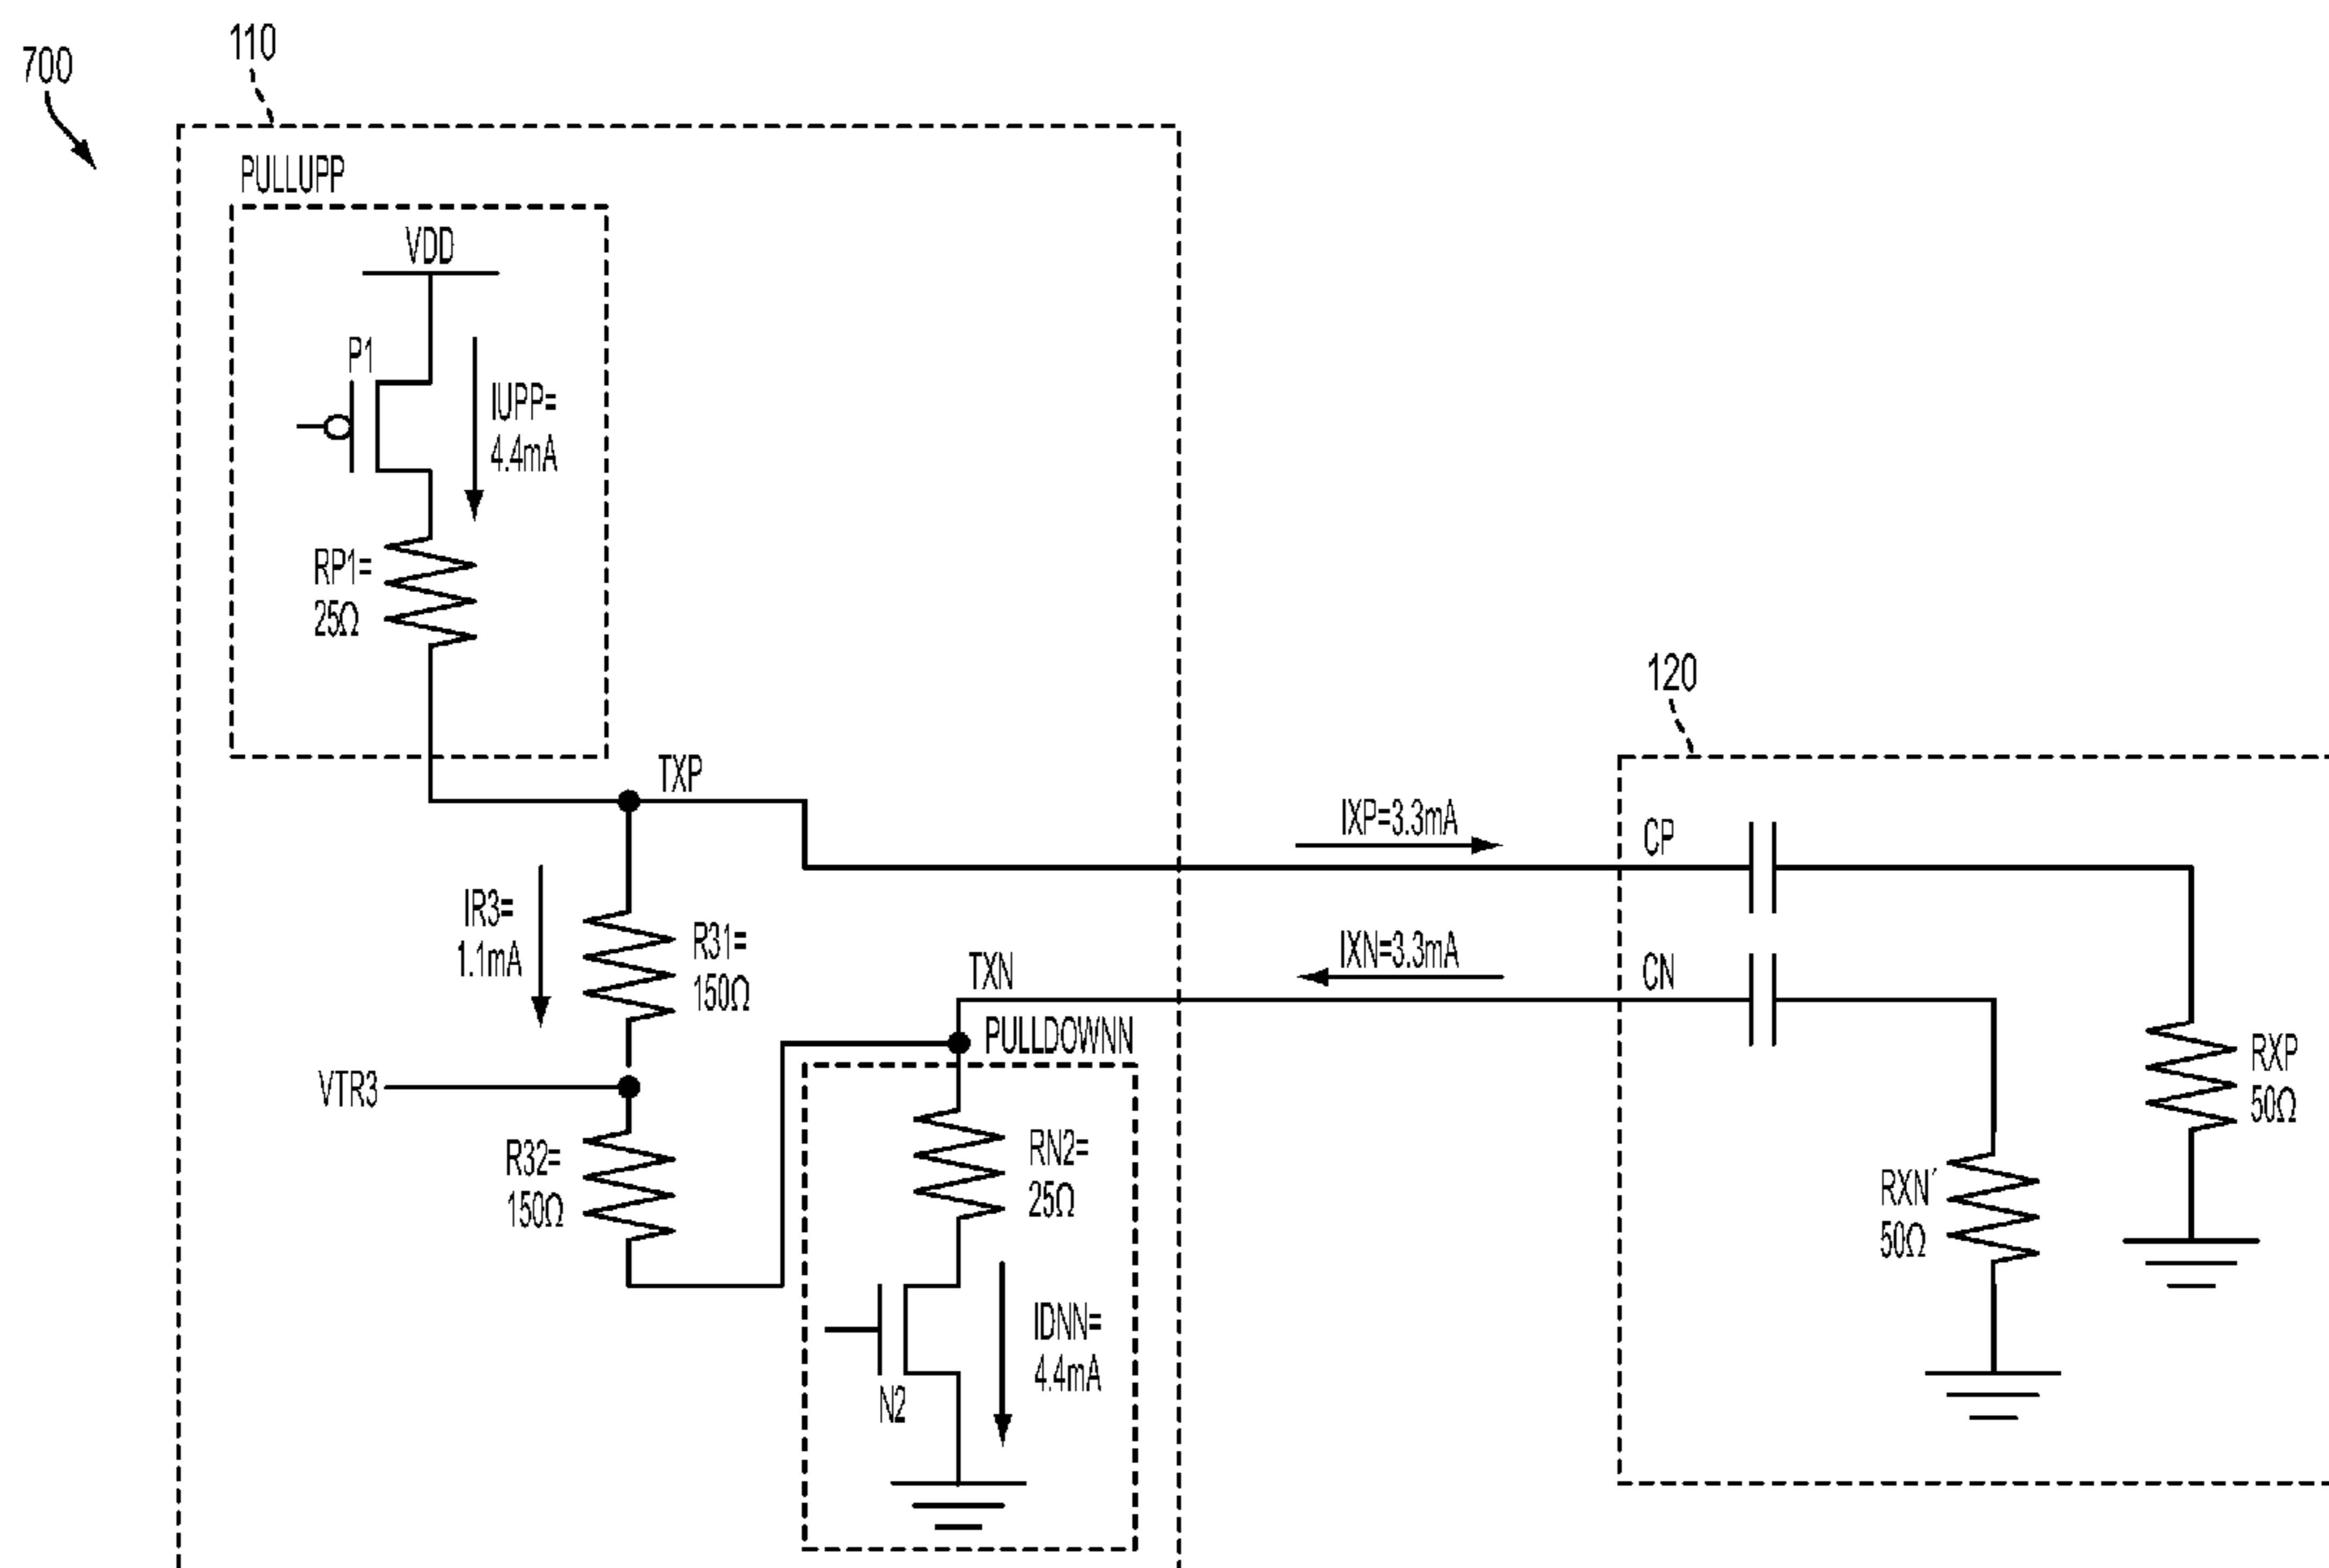 700
110
PULLUPP
VDD
P1
IUPP=
4.4mA
RP1=
25Ω
TXP
120
IXP=3.3mA
CP
IR3=
1.1mA
R31=
150Ω
TXN
IXN=3.3mA
CN
PULLDOWNN
VTR3
RXP
50Ω
R32=
150Ω
RN2=
25Ω
RXN´
50Ω
IDNN=
4.4mA
N2